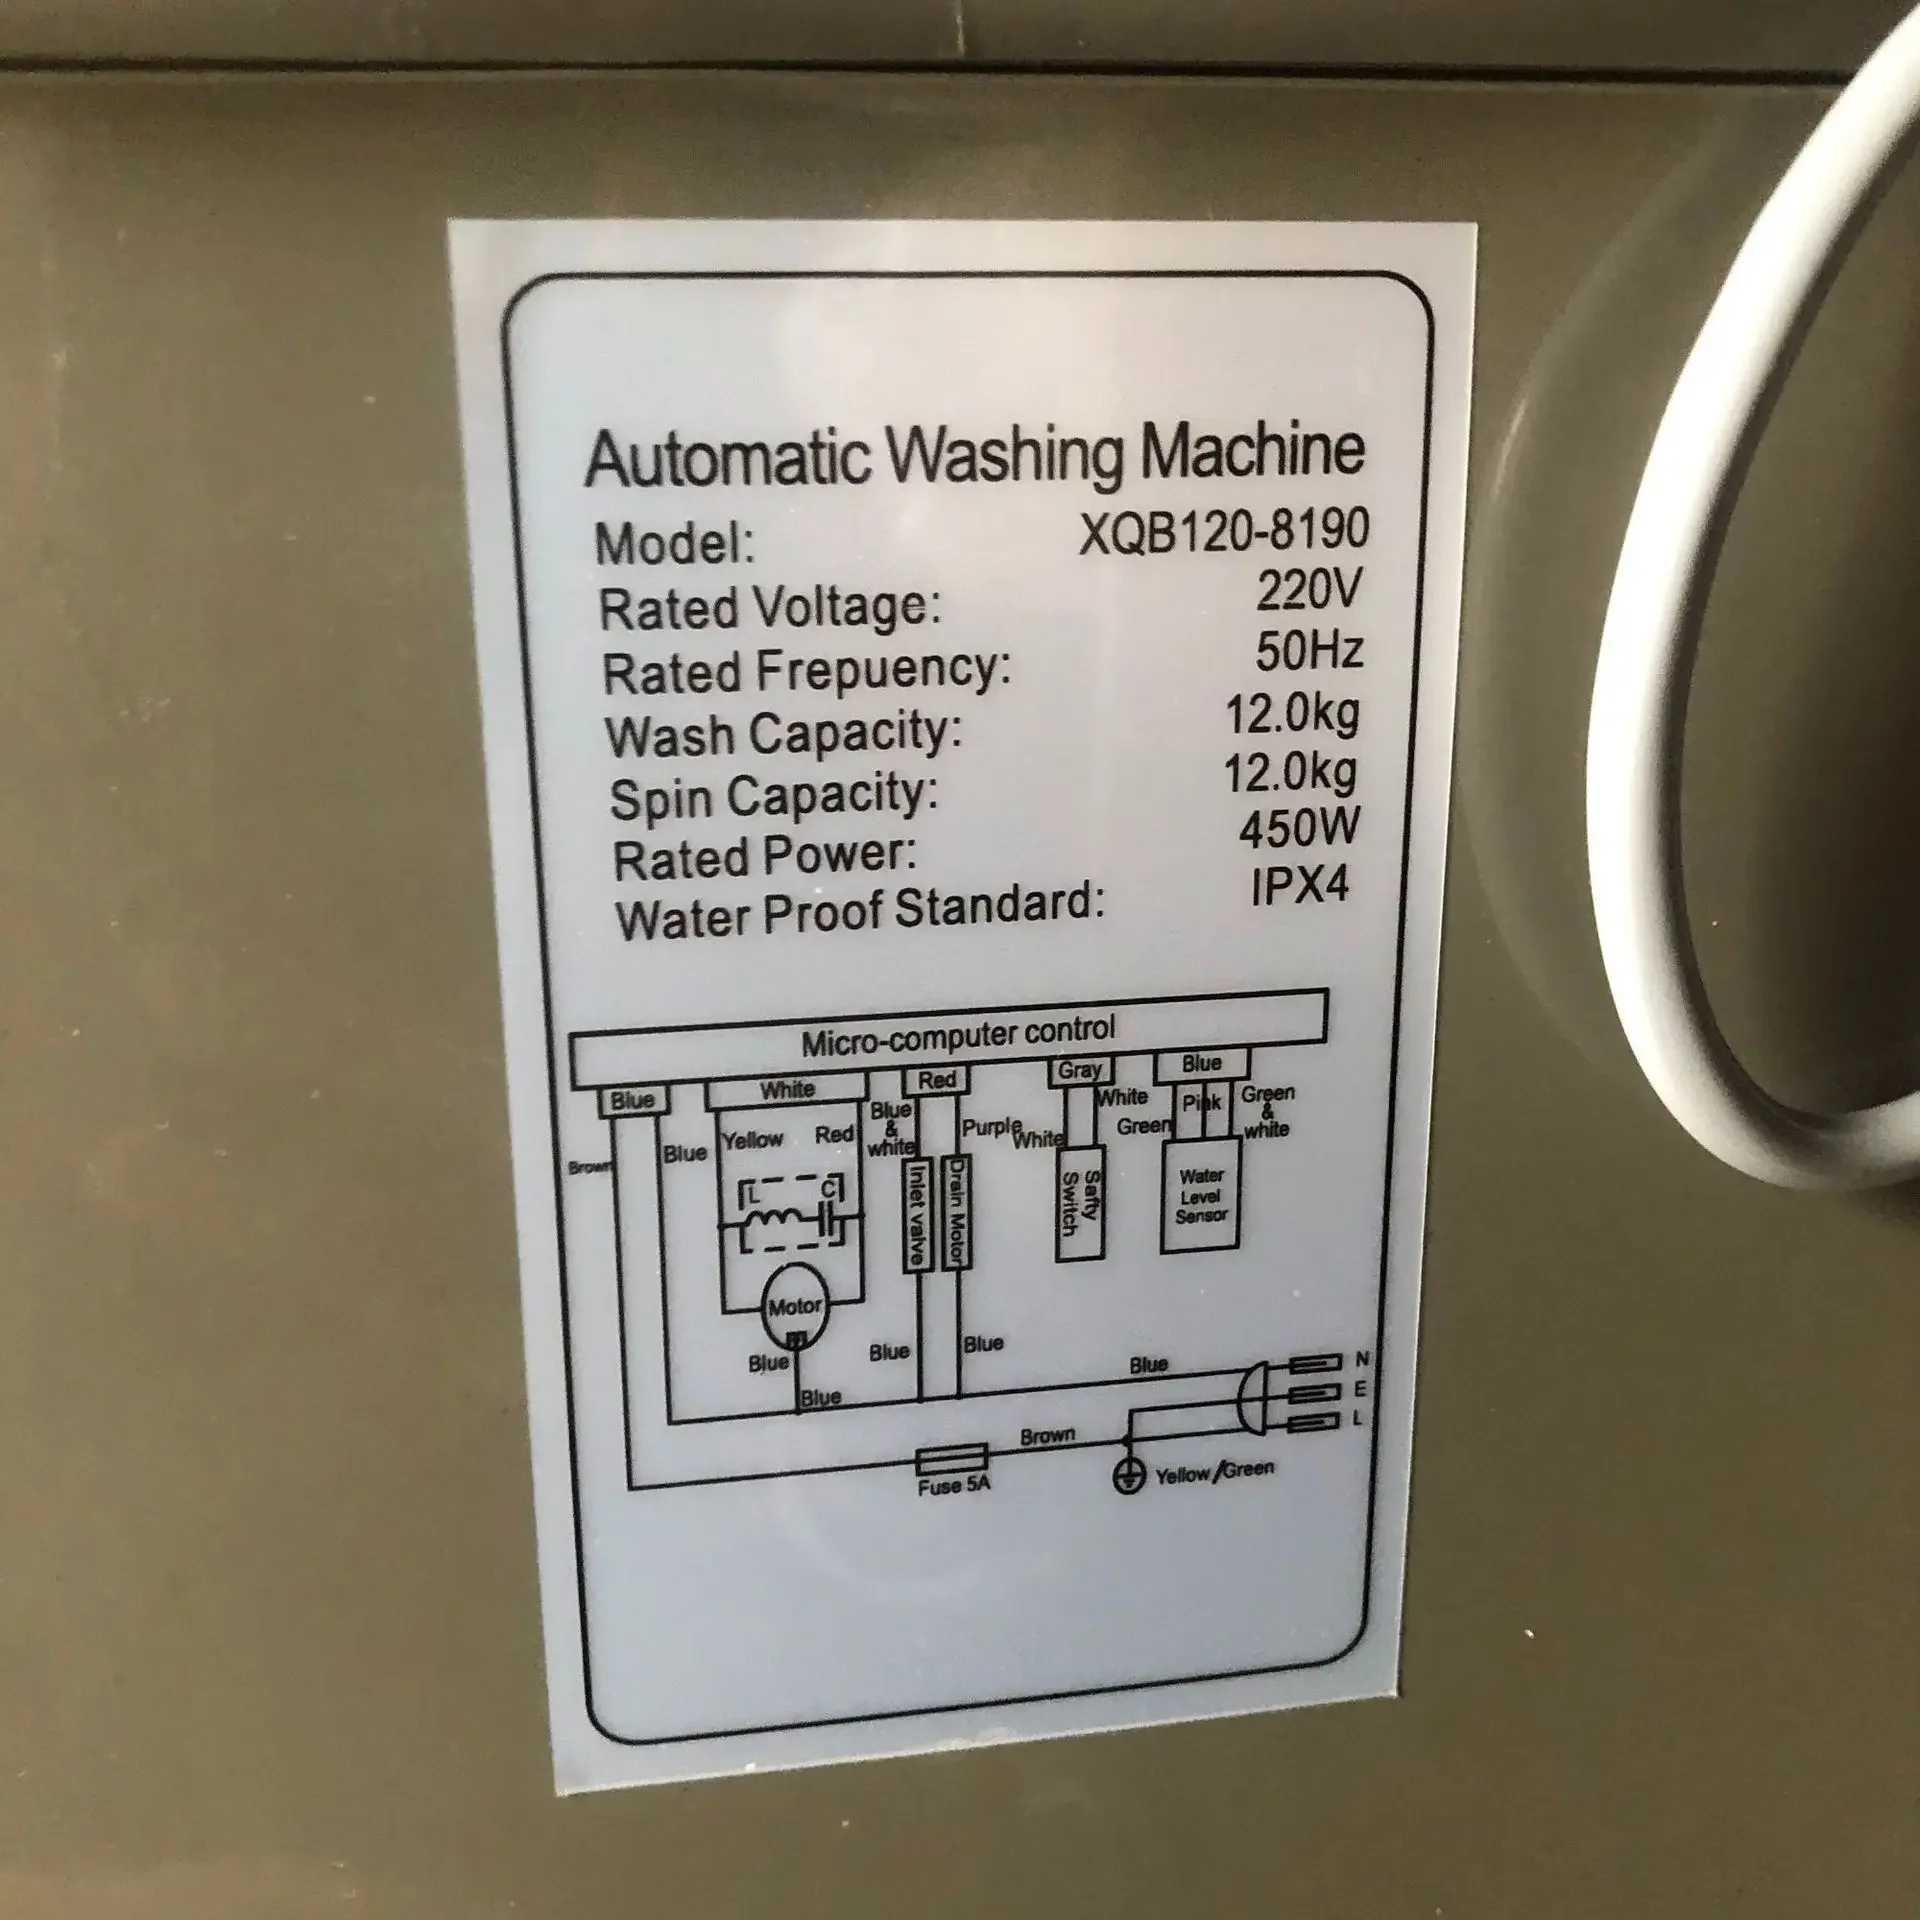 Automatic Washing Machine
Model: XQB120-8190
Rated Voltage: 220V
Rated Frepuency: 50Hz
Wash Capacity: 12.0kg
Spin Capacity: 12.0kg
Rated Power: 450W
Water Proof Standard: IPX4
Micro-computer control
Blue White Red Gray Blue
Brown Blue Yellow Red Blue & white Purple White White Green Pink Green & white
L C
Inlet valve
Drain Motor
Safty Switch
Water
Level
Sensor
Motor
M
Blue Blue Blue Blue N
Blue E
L
Brown
Fuse 5A Yellow/Green